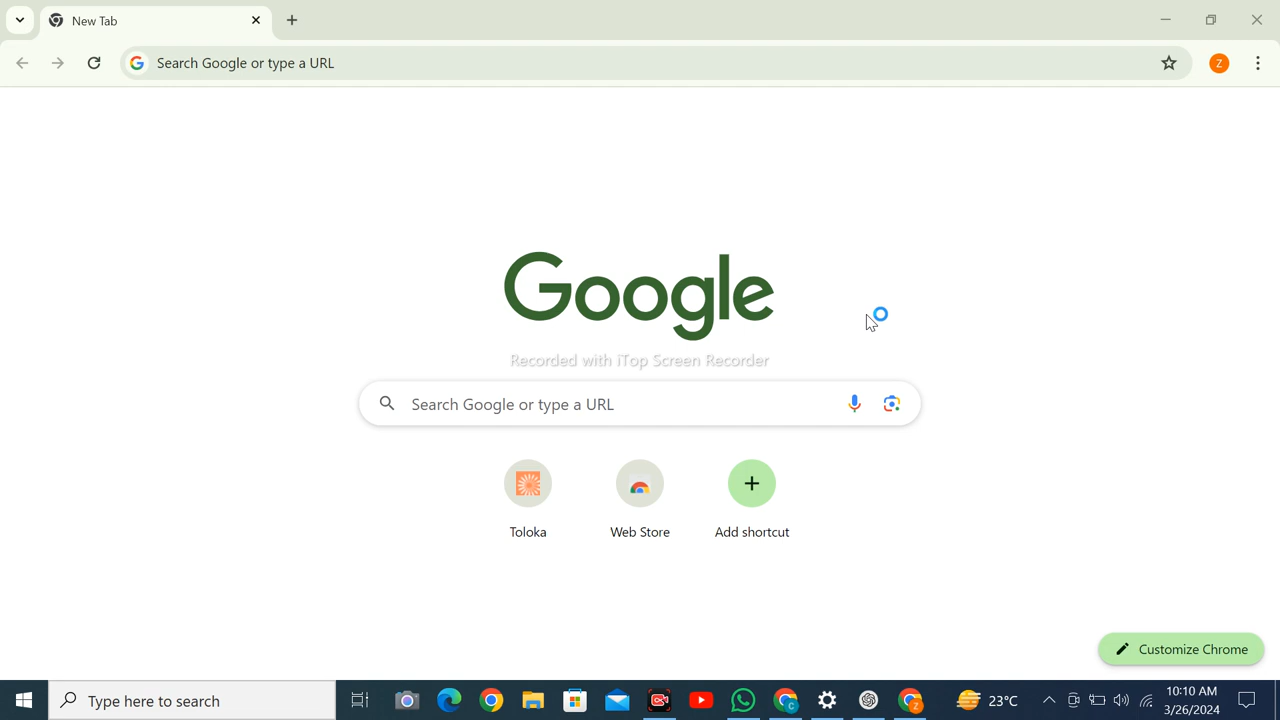 New Tab
Search Google or type a URL
Z
Google
Recorded with iTop Screen Recorder
Search Google or type a URL
Toloka
Web Store
Add shortcut
Customize Chrome
Type here to search
C
Z
23°C
10:10 AM
3/26/2024